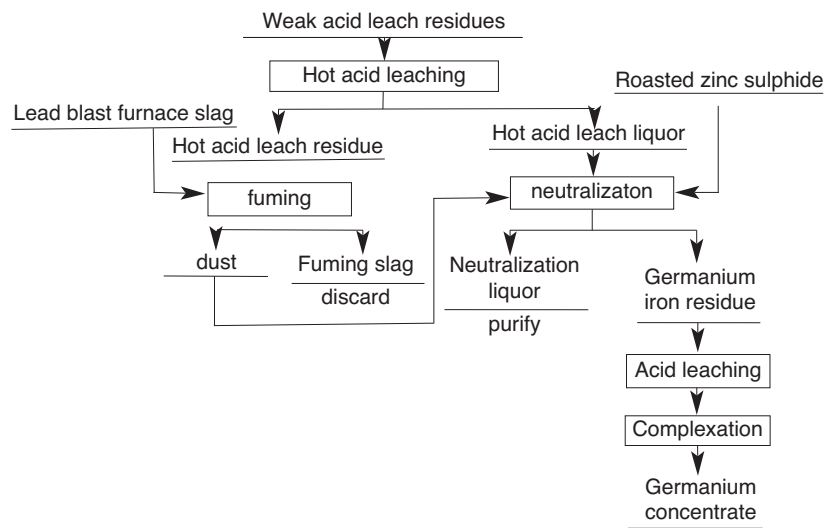 Weak acid leach residues
Hot acid leaching
Roasted zinc sulphide
Lead blast furnace slag
Hot acid leach residue
Hot acid leach liquor
fuming
neutralizaton
dust
Fuming slag
discard
Neutralization
liquor
purify
Germanium
iron residue
Acid leaching
Complexation
Germanium
concentrate